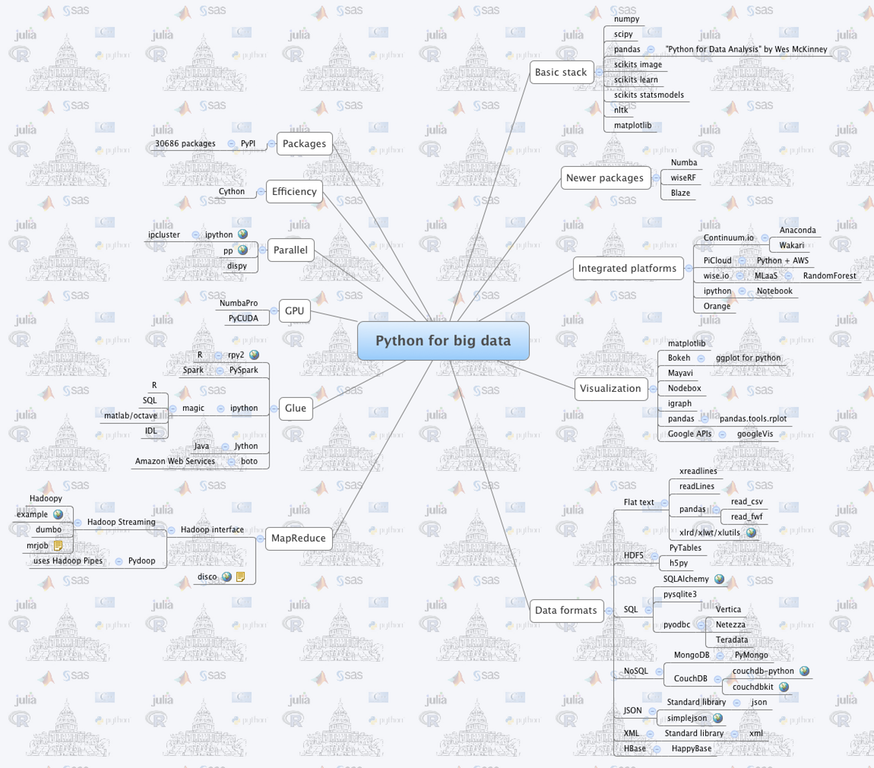 Python for big data
Basic stack
numpy
scipy
pandas
"Python for Data Analysis" by Wes McKinney
scikits image
scikits learn
scikits statsmodels
nltk
matplotlib
Newer packages
Numba
wiseRF
Blaze
Integrated platforms
Continuum.io
Anaconda
Wakari
PiCloud
Python + AWS
wise.io
MLaaS
RandomForest
ipython
Notebook
Orange
Visualization
matplotlib
Bokeh
ggplot for python
Mayavi
Nodebox
igraph
pandas
pandas.tools.rplot
Google APIs
googleVis
Data formats
Flat text
xreadlines
readLines
pandas
read_csv
read_fwf
xlrd/xlwt/xlutils
HDF5
PyTables
h5py
SQL
SQLAlchemy
pysqlite3
pyodbc
Vertica
Netezza
Teradata
NoSQL
MongoDB
PyMongo
CouchDB
couchdb-python
couchdbkit
JSON
Standard library
json
simplejson
XML
Standard library
xml
HBase
HappyBase
Packages
PyPI
30686 packages
Efficiency
Cython
Parallel
ipython
ipcluster
pp
dispy
GPU
NumbaPro
PyCUDA
Glue
rpy2
R
PySpark
Spark
ipython
magic
R
SQL
matlab/octave
IDL
Jython
Java
boto
Amazon Web Services
MapReduce
Hadoop interface
Hadoop Streaming
Hadoopy
example
dumbo
mrjob
Pydoop
uses Hadoop Pipes
disco
julia
sas
R
python